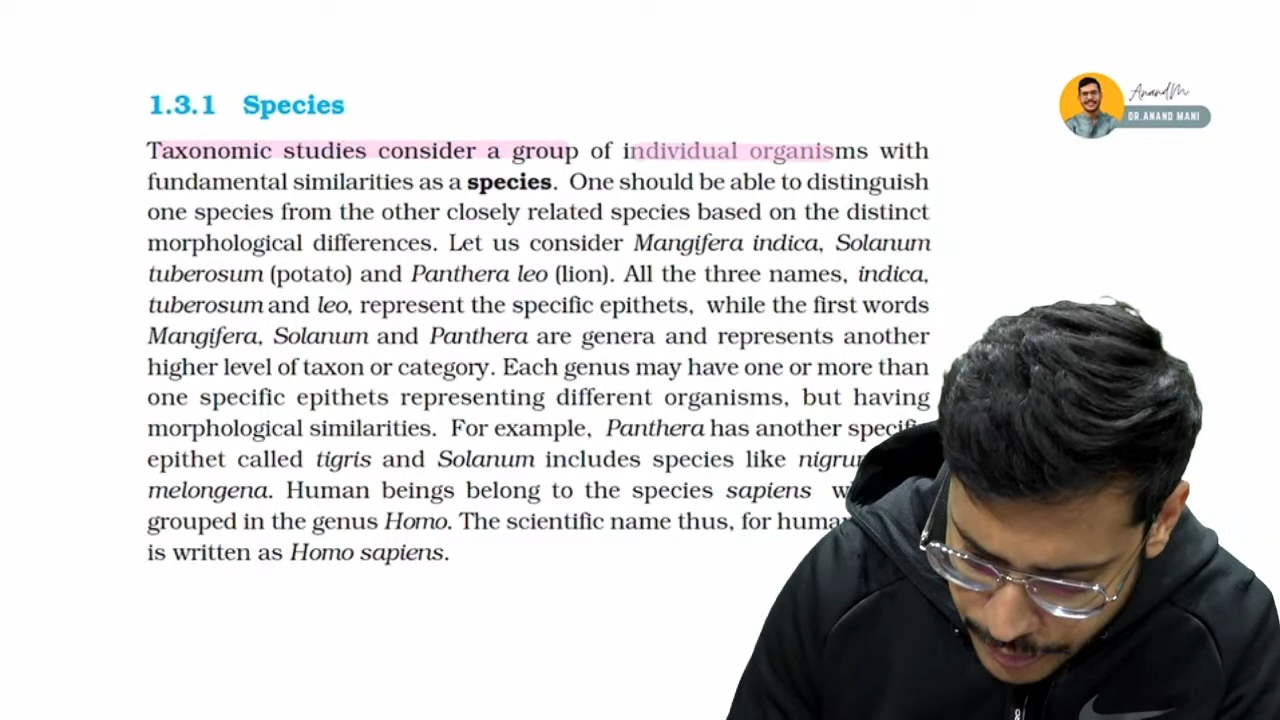 AnandM
DR.ANAND MANI
1.3.1 Species
Taxonomic studies consider a group of individual organisms with
fundamental similarities as a species. One should be able to distinguish
one species from the other closely related species based on the distinct
morphological differences. Let us consider Mangifera indica, Solanum
tuberosum (potato) and Panthera leo (lion). All the three names, indica,
tuberosum and leo, represent the specific epithets, while the first words
Mangifera, Solanum and Panthera are genera and represents another
higher level of taxon or category. Each genus may have one or more than
one specific epithets representing different organisms, but having
morphological similarities. For example, Panthera has another specific
epithet called tigris and Solanum includes species like
melongena. Human beings belong to the species sapiens
grouped in the genus Homo. The scientific name thus, for
is written as Homo sapiens.